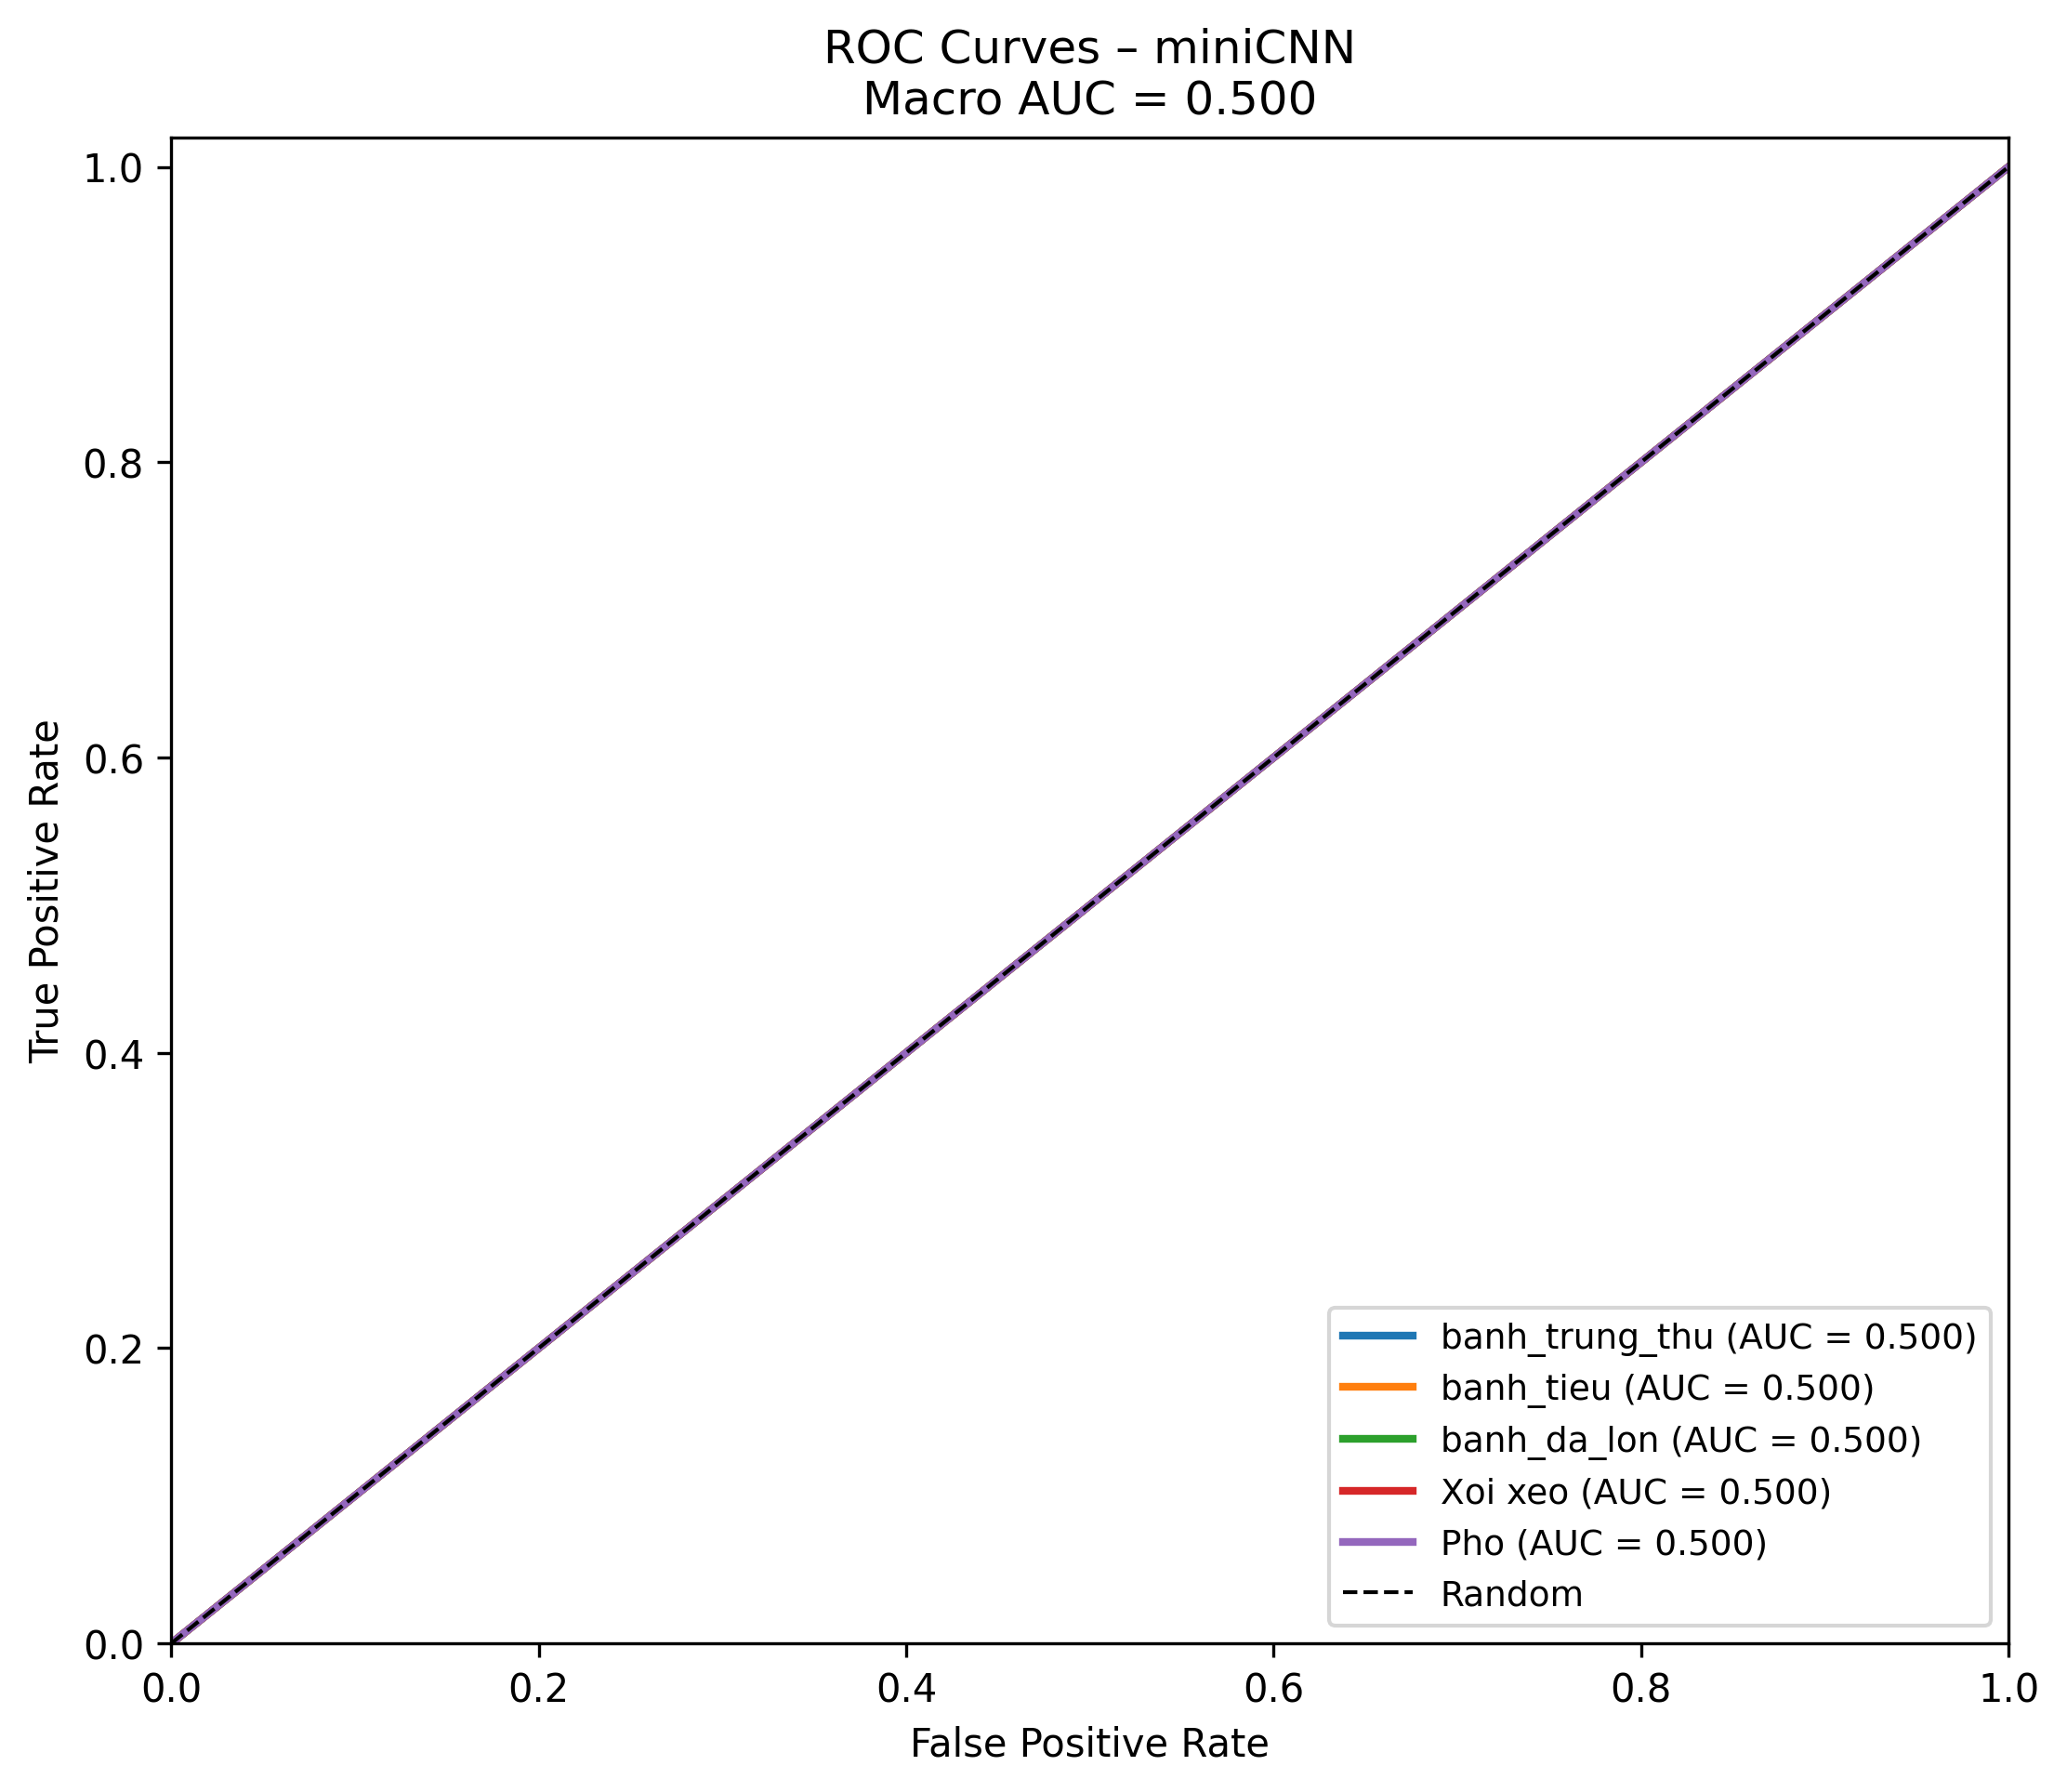 ROC Curves – miniCNN
Macro AUC = 0.500
True Positive Rate
1.0
0.8
0.6
0.4
0.2
0.0
0.0 0.2 0.4 0.6 0.8 1.0
False Positive Rate
banh_trung_thu (AUC = 0.500)
banh_tieu (AUC = 0.500)
banh_da_lon (AUC = 0.500)
Xoi xeo (AUC = 0.500)
Pho (AUC = 0.500)
Random